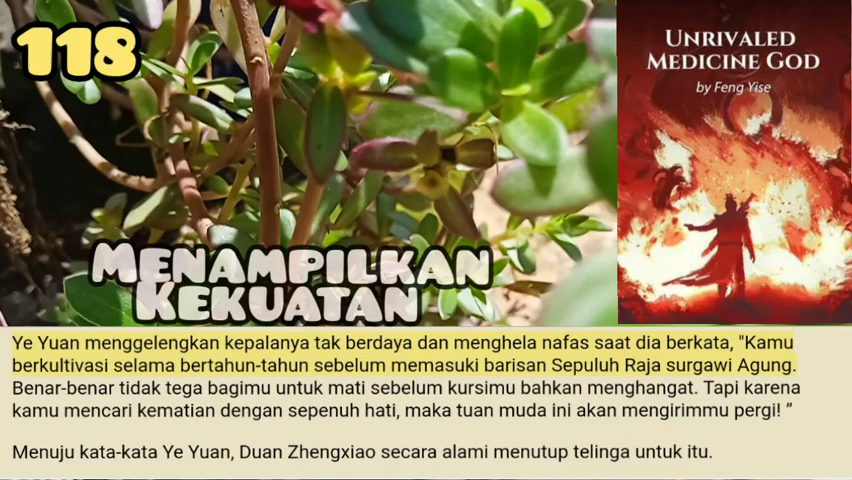 118
UNRIVALED
MEDICINE GOD
by Feng Yise
MENAMPILKAN
KEKUATAN
Ye Yuan menggelengkan kepalanya tak berdaya dan menghela nafas saat dia berkata, "Kamu
berkultivasi selama bertahun-tahun sebelum memasuki barisan Sepuluh Raja surgawi Agung.
Benar-benar tidak tega bagimu untuk mati sebelum kursimu bahkan menghangat. Tapi karena
kamu mencari kematian dengan sepenuh hati, maka tuan muda ini akan mengirimmu pergi! ”
Menuju kata-kata Ye Yuan, Duan Zhengxiao secara alami menutup telinga untuk itu.